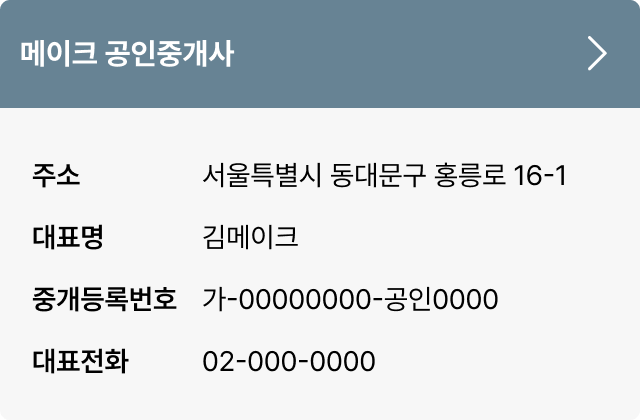 메이크 공인중개사
주소 서울특별시 동대문구 홍릉로 16-1
대표명 김메이크
중개등록번호 가-00000000-공인0000
대표전화 02-000-0000